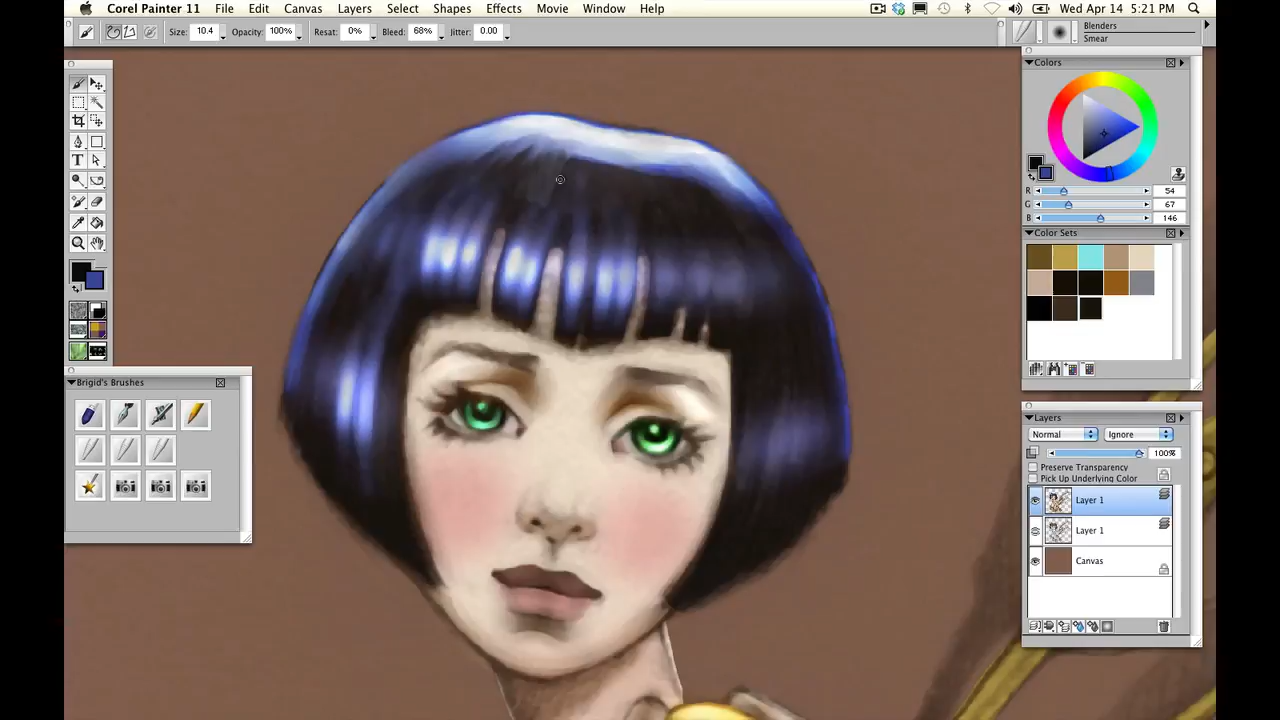 Corel Painter 11 File Edit Canvas Layers Select Shapes Effects Movie Window Help Wed Apr 14 5:21 PM
Size: 10.4 Opacity: 100% Resat: 0% Bleed: 68% Jitter: 0.00 Blenders
Smear
Colors
R 54
G 67
B 146
Color Sets
T
Brigid's Brushes
Layers
Normal Ignore
100%
Preserve Transparency
Pick Up Underlying Color
Layer 1
Layer 1
Canvas